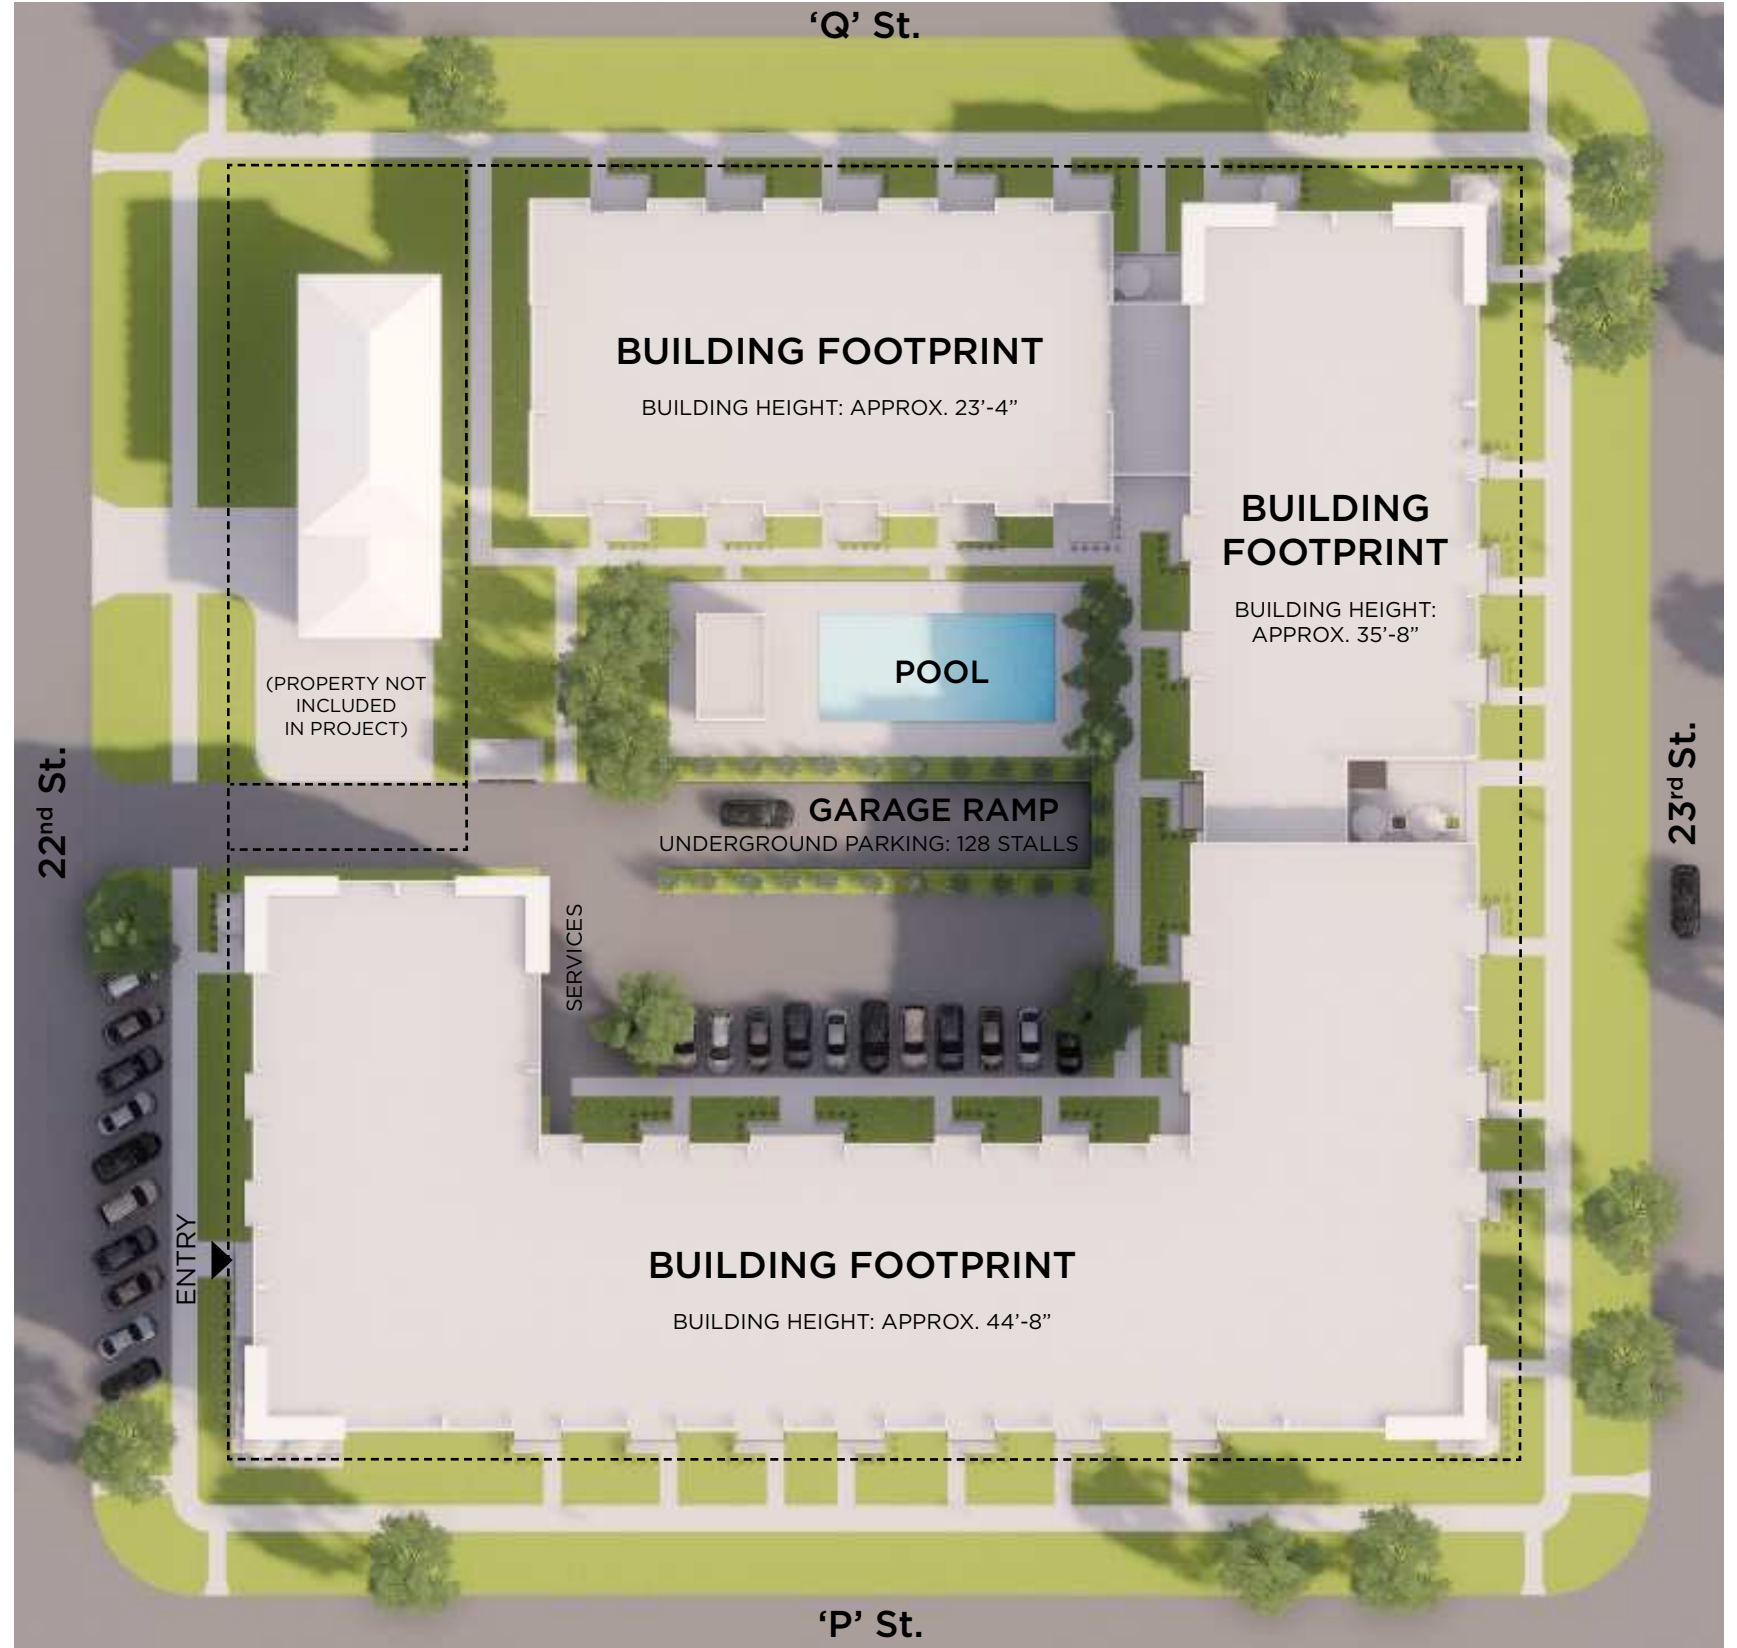 ‘Q’ St.
BUILDING FOOTPRINT
BUILDING HEIGHT: APPROX. 23’-4”
BUILDING
FOOTPRINT
BUILDING HEIGHT:
APPROX. 35’-8”
(PROPERTY NOT
INCLUDED
IN PROJECT)
POOL
22nd St.
23rd St.
GARAGE RAMP
UNDERGROUND PARKING: 128 STALLS
SERVICES
ENTRY
BUILDING FOOTPRINT
BUILDING HEIGHT: APPROX. 44’-8”
‘P’ St.